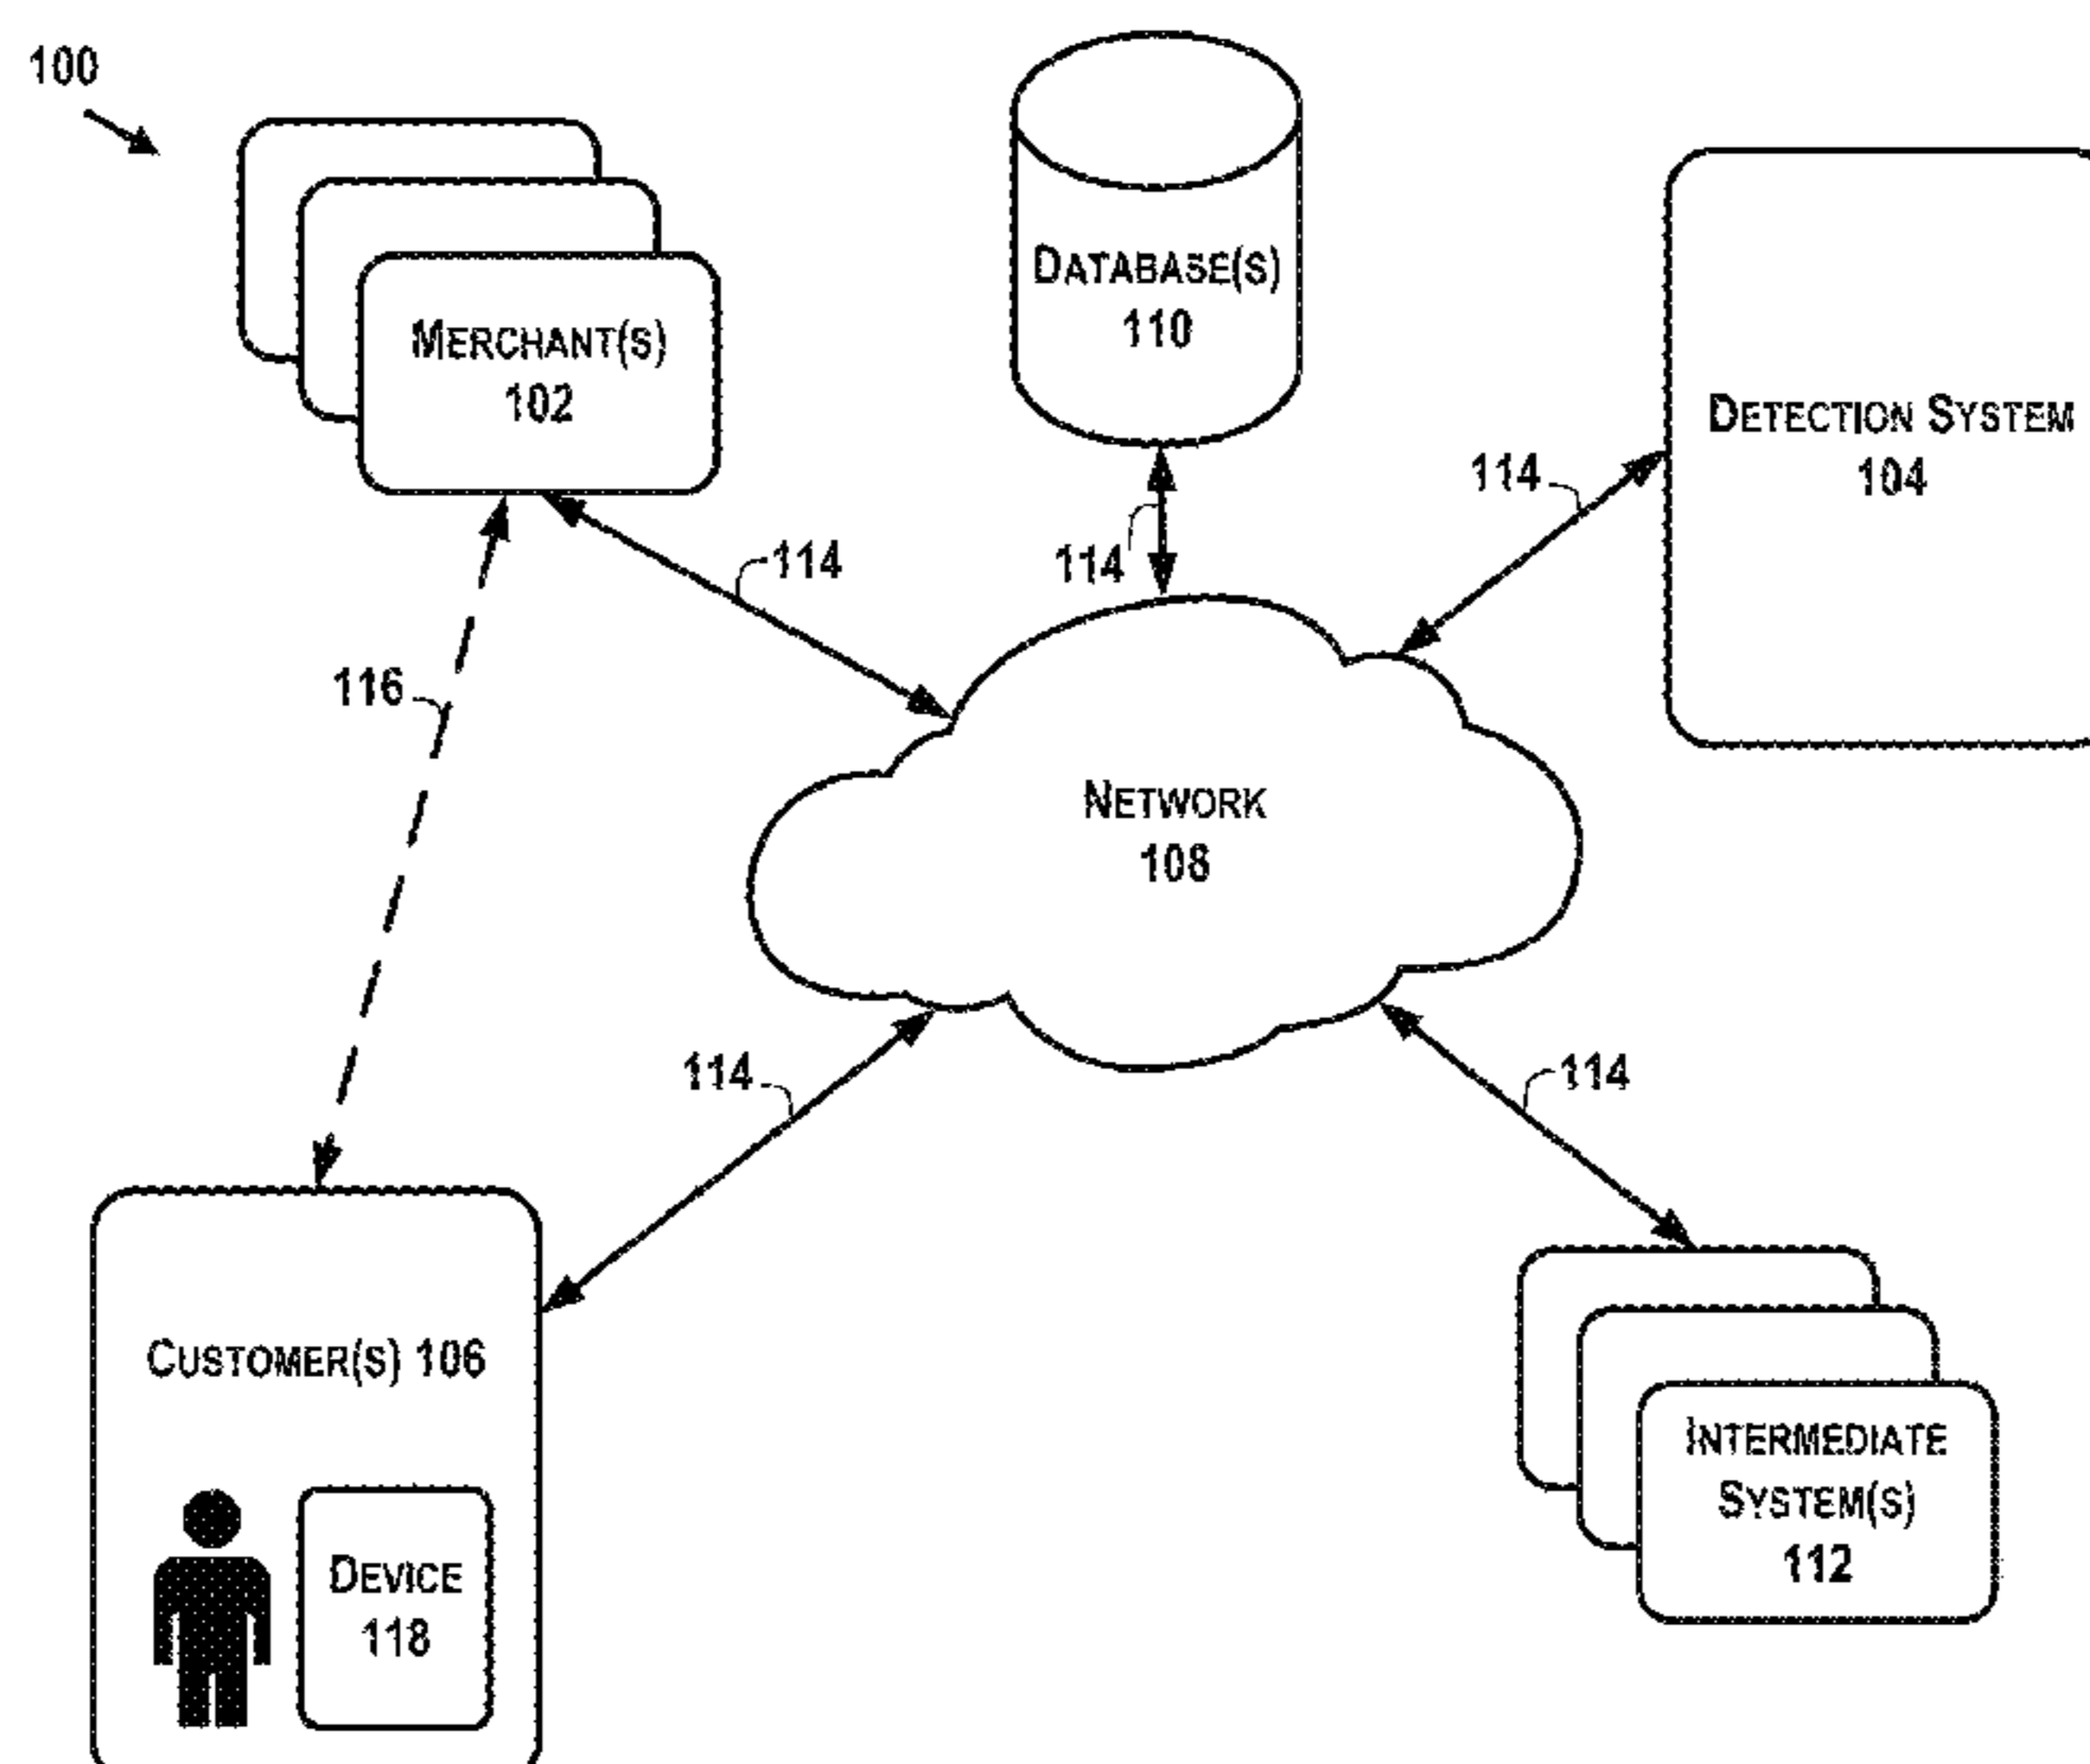 100
MERCHANT(S)
102
DATABASE(S)
110
DETECTION SYSTEM
104
114
114
114
116
NETWORK
108
114
114
CUSTOMER(S) 106
DEVICE
118
INTERMEDIATE
SYSTEM(S)
112